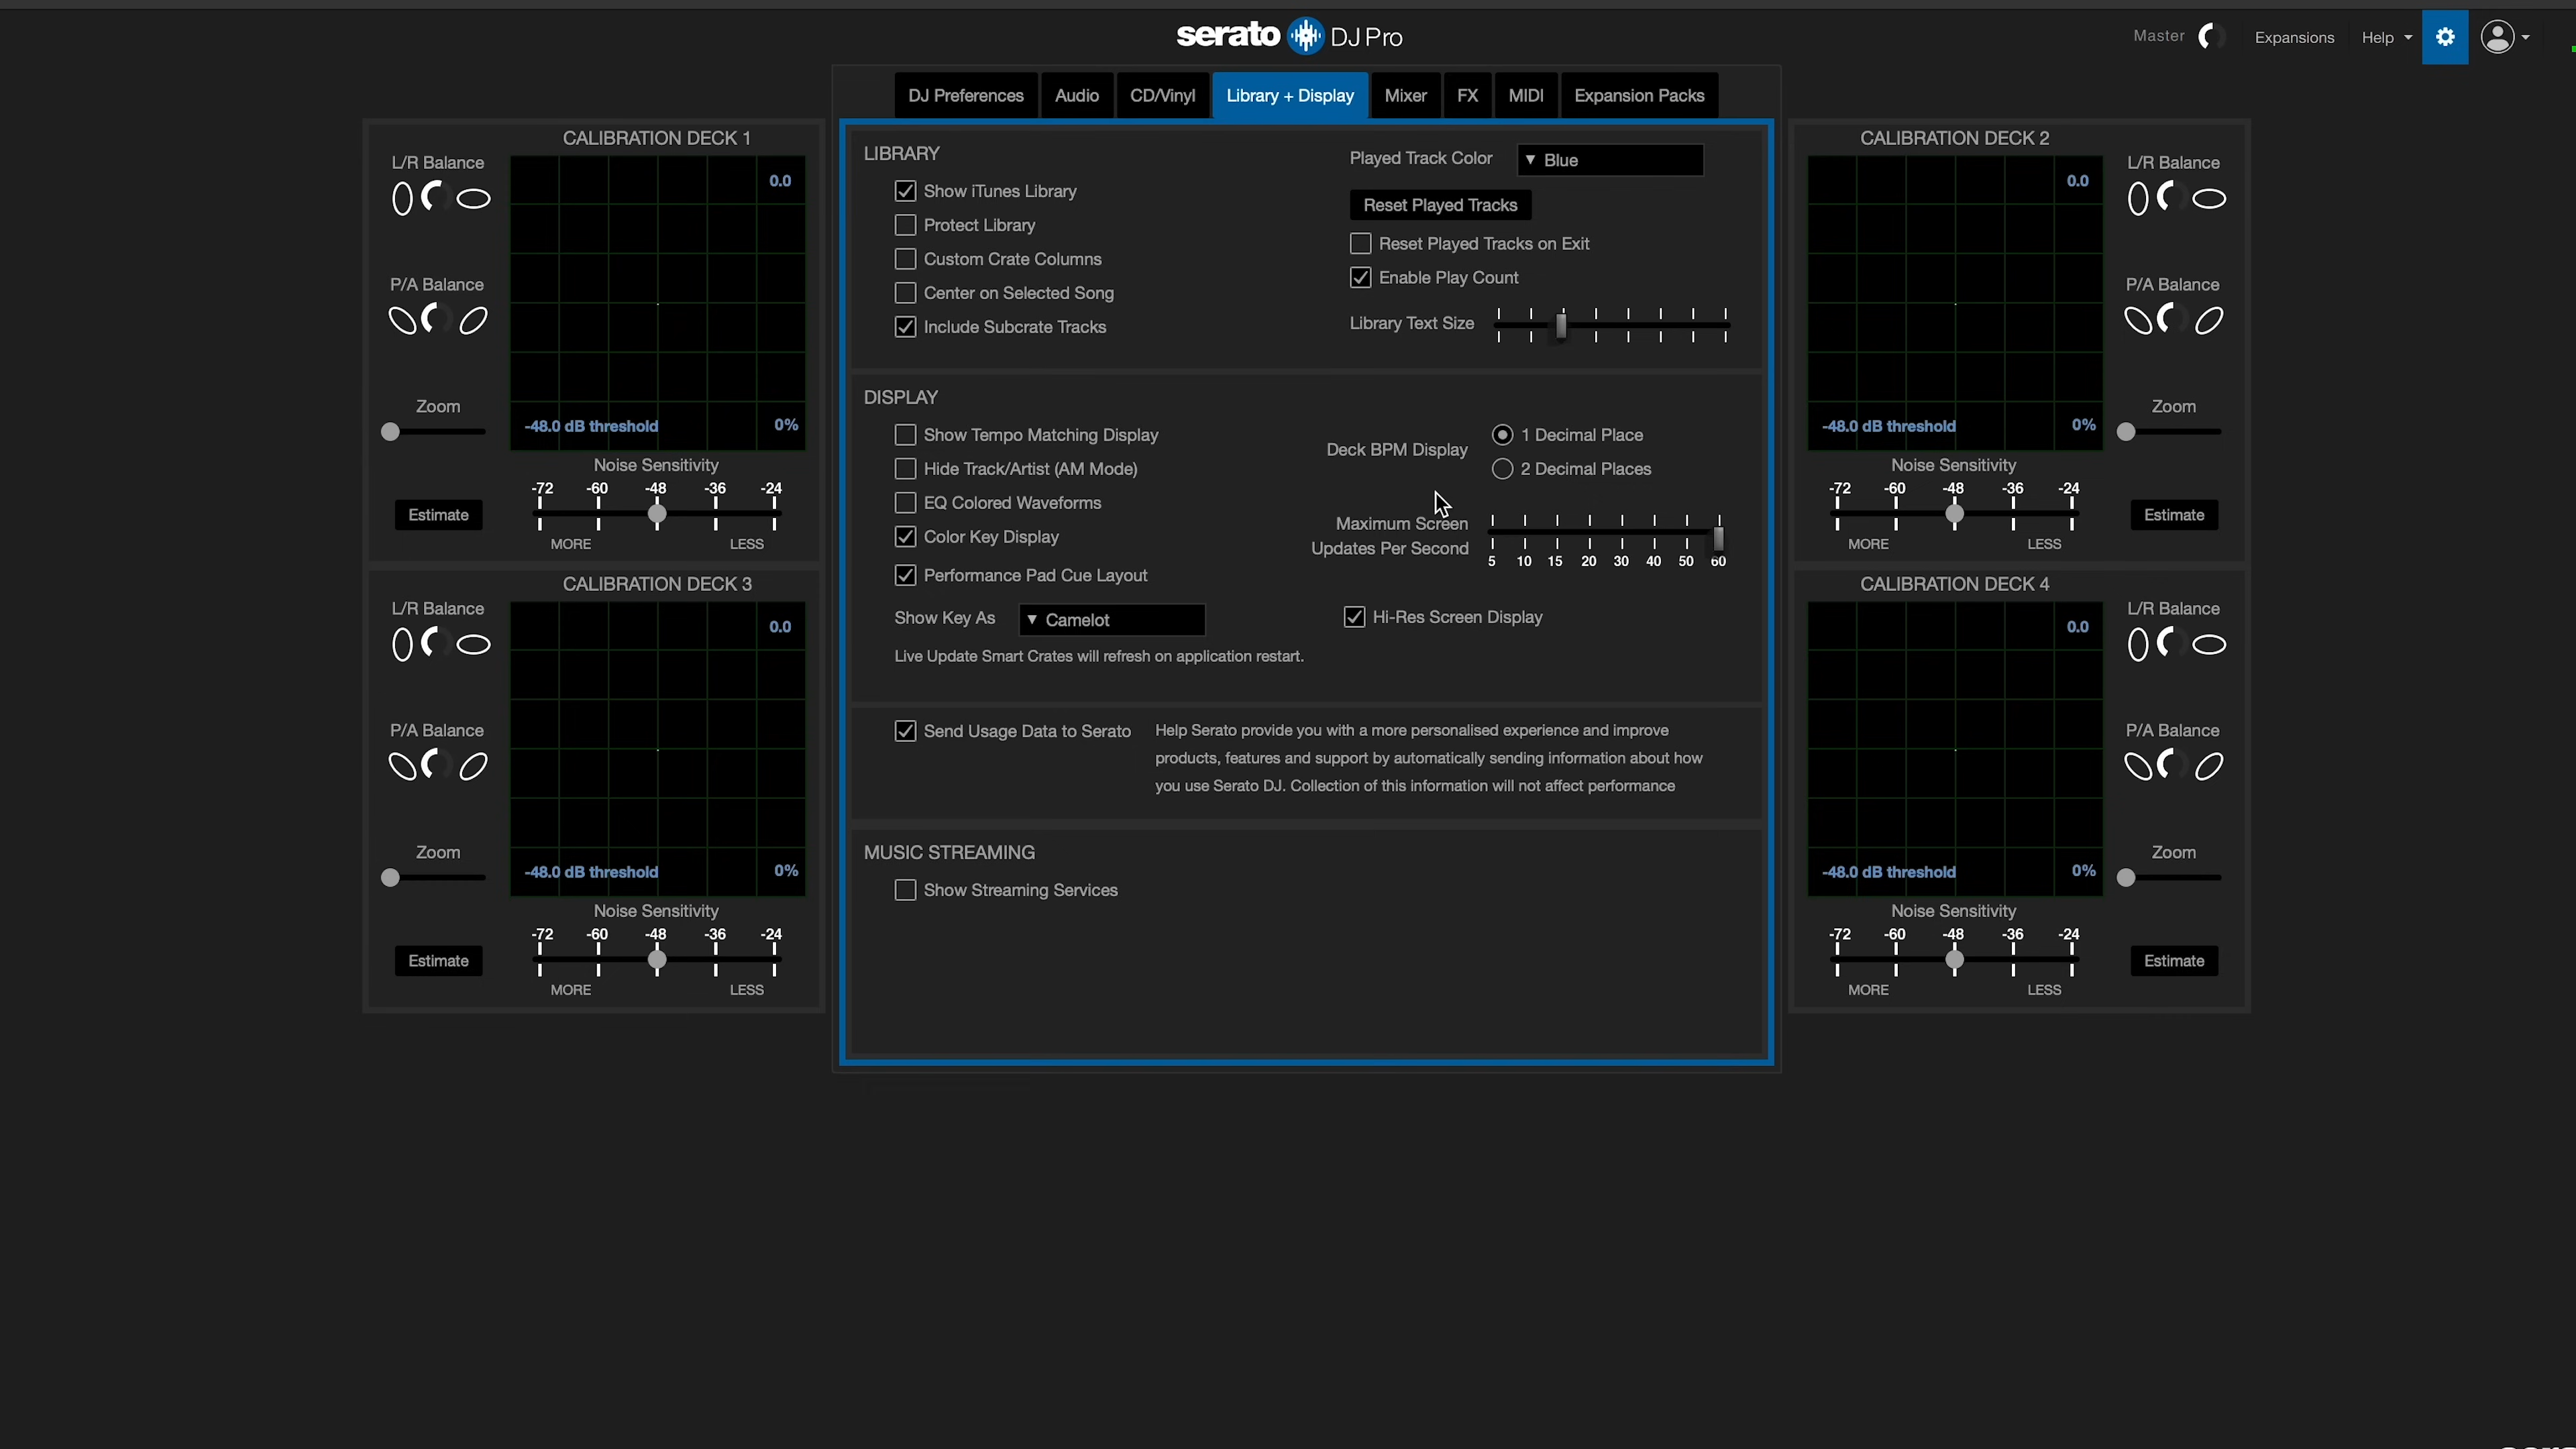 serato DJ Pro
Master
Expansions
Help
DJ Preferences
Audio
CD/Vinyl
Library + Display
Mixer
FX
MIDI
Expansion Packs
CALIBRATION DECK 1
L/R Balance
0.0
P/A Balance
Zoom
-48.0 dB threshold
0%
Noise Sensitivity
-72 -60 -48 -36 -24
Estimate
MORE LESS
CALIBRATION DECK 3
L/R Balance
0.0
P/A Balance
Zoom
-48.0 dB threshold
0%
Noise Sensitivity
-72 -60 -48 -36 -24
Estimate
MORE LESS
LIBRARY
Show iTunes Library
Protect Library
Custom Crate Columns
Center on Selected Song
Include Subcrate Tracks
Played Track Color
Blue
Reset Played Tracks
Reset Played Tracks on Exit
Enable Play Count
Library Text Size
DISPLAY
Show Tempo Matching Display
Hide Track/Artist (AM Mode)
EQ Colored Waveforms
Color Key Display
Performance Pad Cue Layout
Show Key As
Camelot
Live Update Smart Crates will refresh on application restart.
Deck BPM Display
1 Decimal Place
2 Decimal Places
Maximum Screen
Updates Per Second
5 10 15 20 30 40 50 60
Hi-Res Screen Display
Send Usage Data to Serato
Help Serato provide you with a more personalised experience and improve
products, features and support by automatically sending information about how
you use Serato DJ. Collection of this information will not affect performance
MUSIC STREAMING
Show Streaming Services
CALIBRATION DECK 2
0.0
L/R Balance
P/A Balance
Zoom
-48.0 dB threshold
0%
Noise Sensitivity
-72 -60 -48 -36 -24
Estimate
MORE LESS
CALIBRATION DECK 4
0.0
L/R Balance
P/A Balance
Zoom
-48.0 dB threshold
0%
Noise Sensitivity
-72 -60 -48 -36 -24
Estimate
MORE LESS